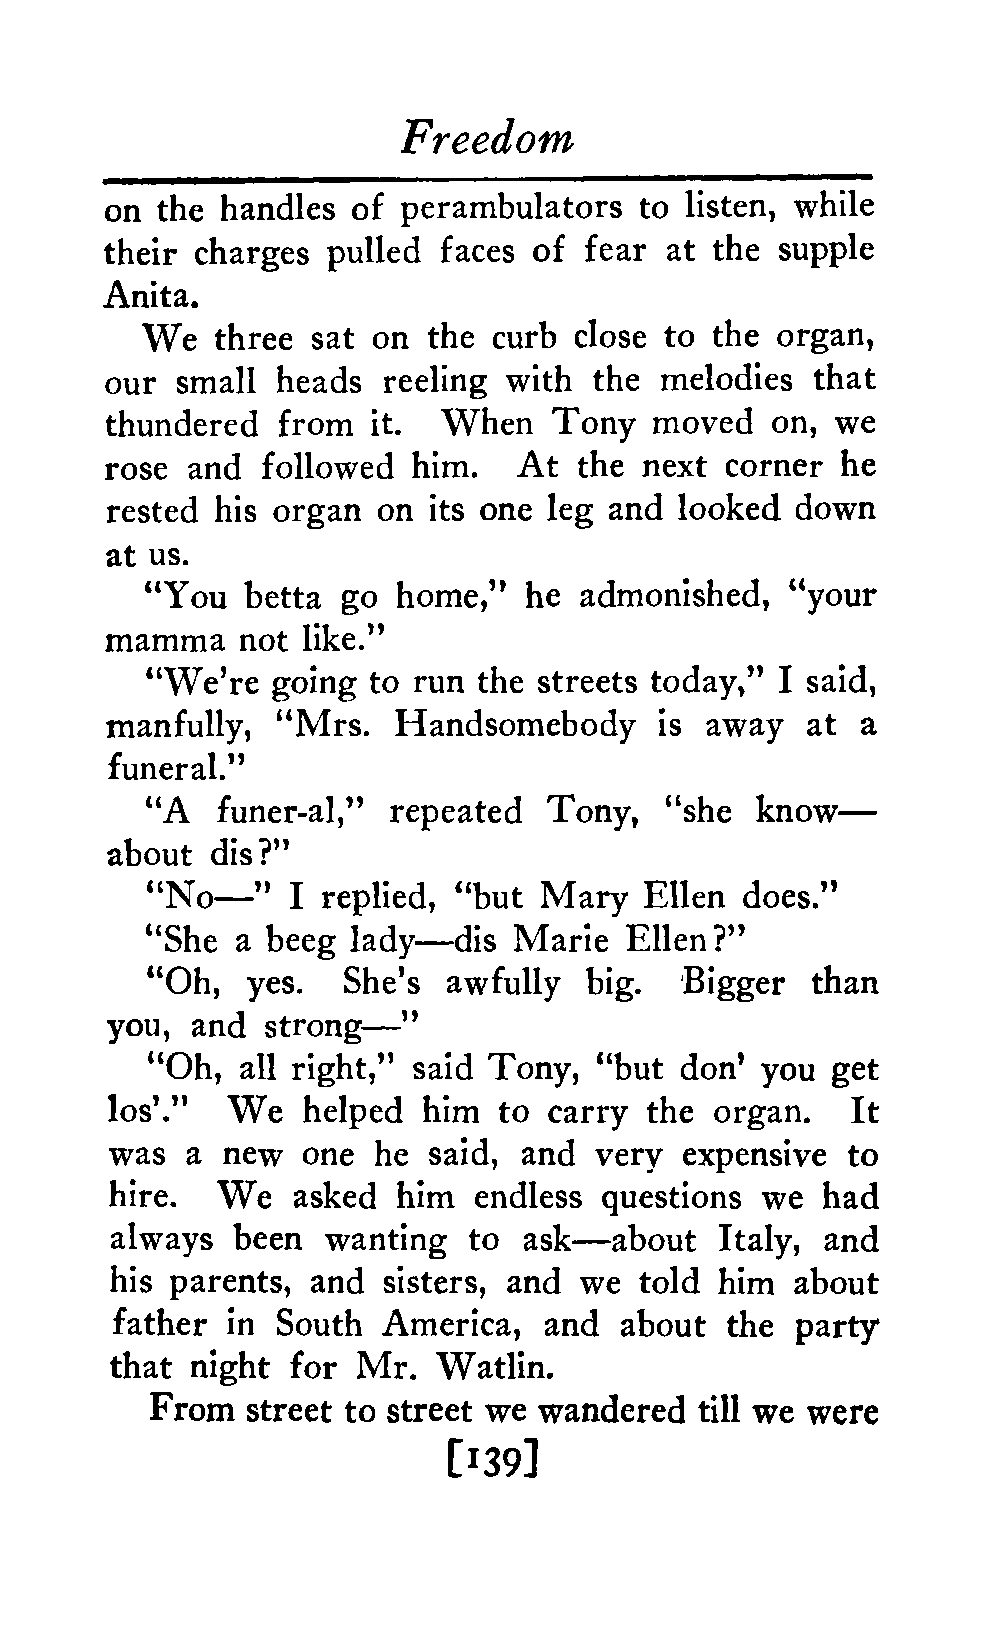 Freedom
on the handles of perambulators to listen, while
their charges pulled faces of fear at the supple
Anita.
We three sat on the curb close to the organ,
our small heads reeling with the melodies that
thundered from it. When Tony moved on, we
rose and followed him. At the next corner he
rested his organ on its one leg and looked down
at us.
"You betta go home," he admonished, "your
mamma not like."
"We're going to run the streets today," I said,
manfully, "Mrs. Handsomebody is away at a
funeral."
"A funer-al," repeated Tony, "she know—
about dis?"
"No—" I replied, "but Mary Ellen does."
"She a beeg lady—dis Marie Ellen?"
"Oh, yes. She's awfully big. Bigger than
you, and strong—"
"Oh, all right," said Tony, "but don' you get
los'." We helped him to carry the organ. It
was a new one he said, and very expensive to
hire. We asked him endless questions we had
always been wanting to ask—about Italy, and
his parents, and sisters, and we told him about
father in South America, and about the party
that night for Mr. Watlin.
From street to street we wandered till we were
[139]